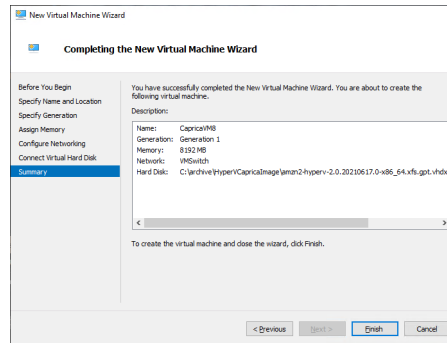 New Virtual Machine Wizard
Completing the New Virtual Machine Wizard
Before You Begin
Specify Name and Location
Specify Generation
Assign Memory
Configure Networking
Connect Virtual Hard Disk
Summary
You have successfully completed the New Virtual Machine Wizard. You are about to create the
following virtual machine.
Description:
Name: CapricaVM8
Generation: Generation 1
Memory: 8192 MB
Network: VMSwitch
Hard Disk: C:\archive\HyperVCapricaImage\amzn2-hyperv-2.0.20210617.0-x86_64.xfs.gpt.vhdx
To create the virtual machine and close the wizard, click Finish.
< Previous
Next >
Finish
Cancel